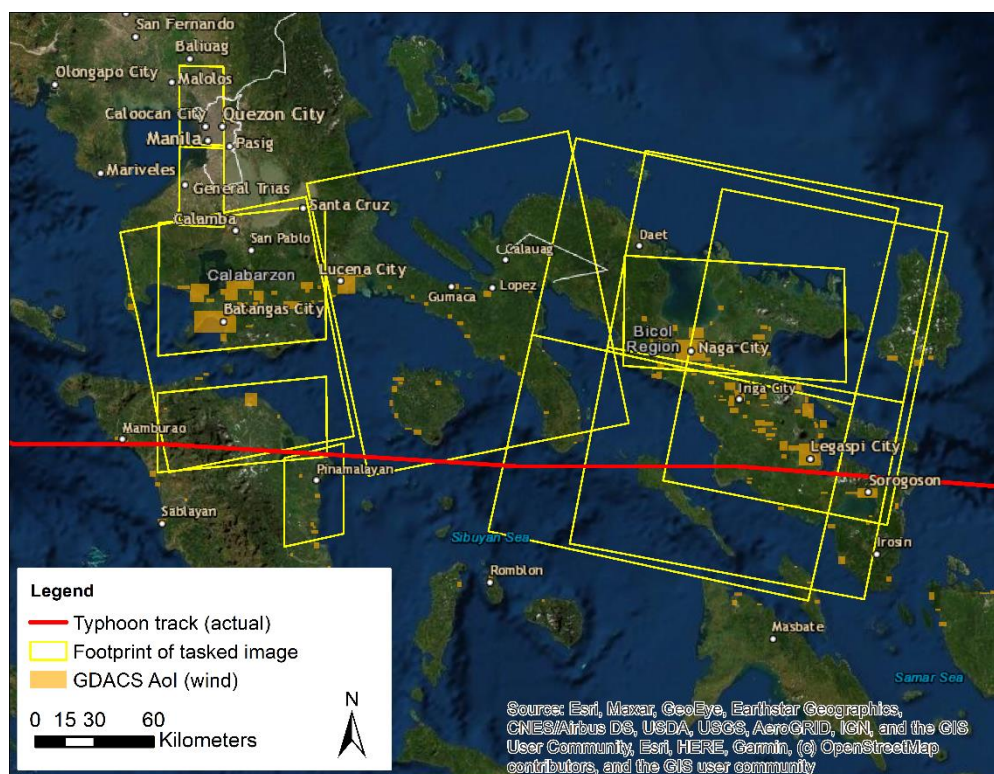 San Fernando
Baliuag
Olongapo City
Malolos
Caloocan City
Quezon City
Manila
Pasig
Mariveles
General Trias
Santa Cruz
Calamba
San Pablo
Daet
Calauag
Calabarzon
Lucena City
Gumaca
Lopez
Batangas City
Bicol
Region
Naga City
Iriga City
Mamburao
Legaspi City
Pinamalayan
Sorogoson
Sablayan
Sibuyan Sea
Irosin
Romblon
Masbate
Samar Sea
Legend
Typhoon track (actual)
Footprint of tasked image
GDACS AoI (wind)
0 15 30 60
Kilometers
N
Source: Esri, Maxar, GeoEye, Earthstar Geographics,
CNES/Airbus DS, USDA, USGS, AeroGRID, IGN, and the GIS
User Community, Esri, HERE, Garmin, (c) OpenStreetMap
contributors, and the GIS user community